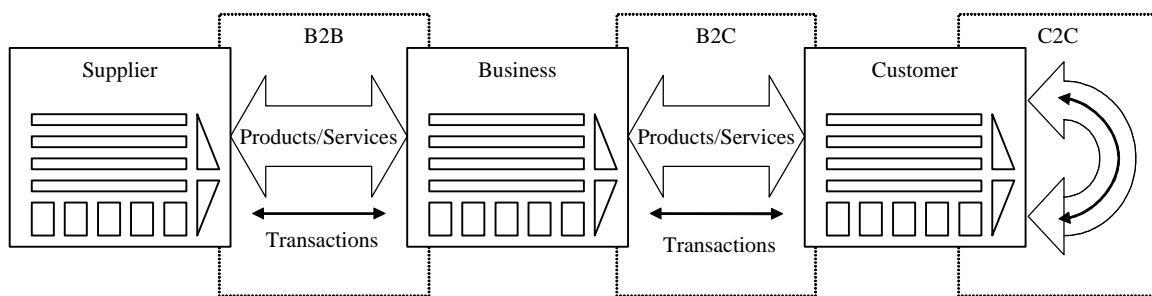 B2B
B2C
C2C
Supplier
Business
Customer
Products/Services
Products/Services
Transactions
Transactions